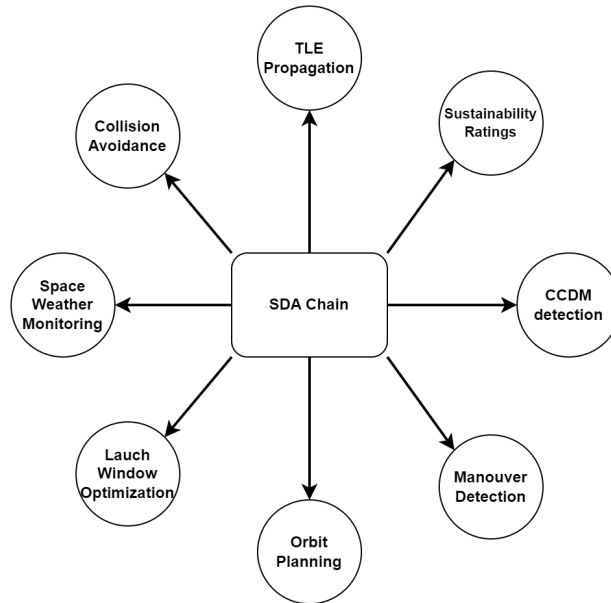 TLE
Propagation
Sustainability
Ratings
Collision
Avoidance
Space
Weather
Monitoring
SDA Chain
CCDM
detection
Lauch
Window
Optimization
Manouver
Detection
Orbit
Planning